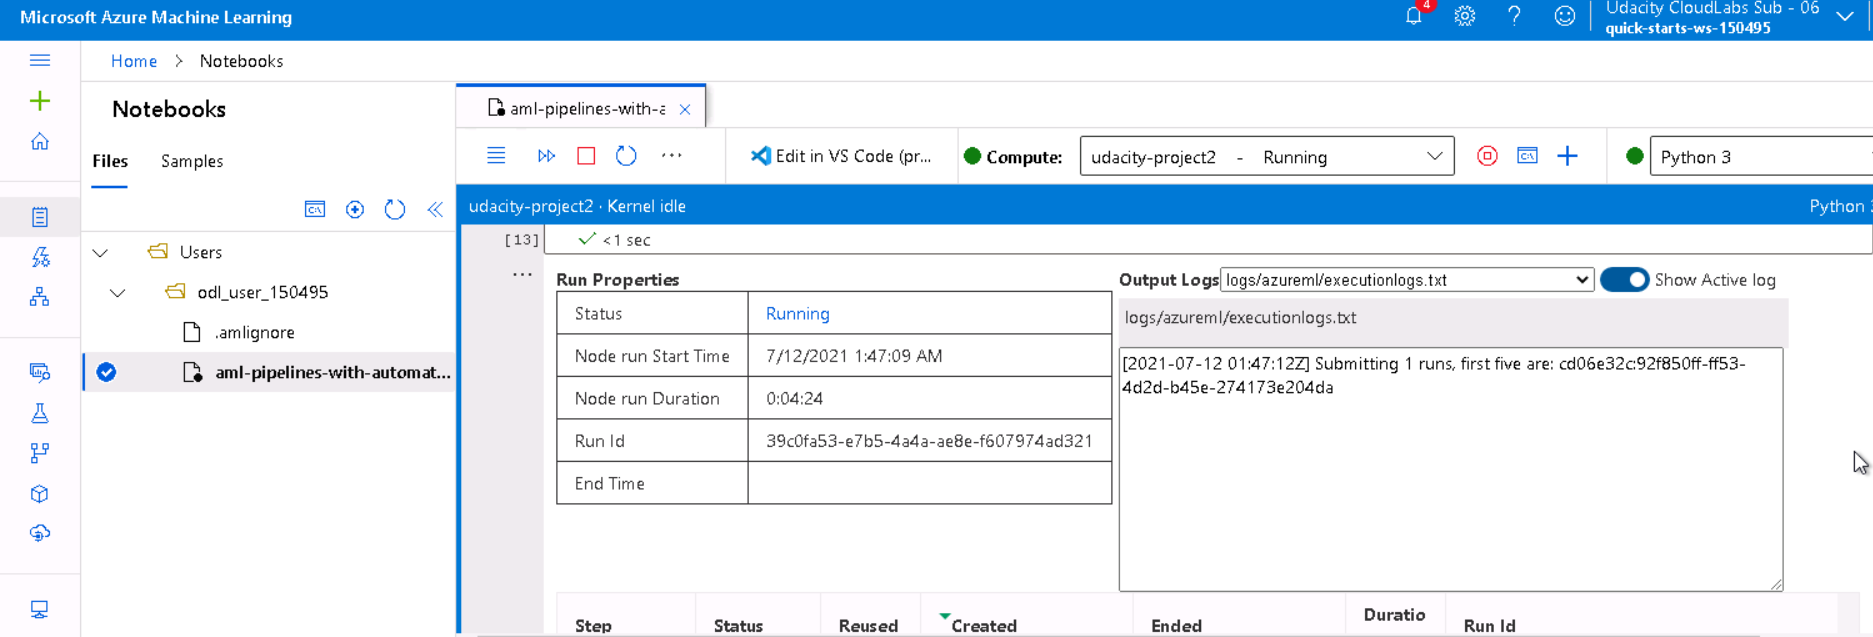 Microsoft Azure Machine Learning
4
Udacity CloudLabs Sub - 06
quick-starts-ws-150495
Home > Notebooks
Notebooks
Files Samples
Users
odl_user_150495
.amlignore
aml-pipelines-with-automat...
aml-pipelines-with-a
Edit in VS Code (pr...
Compute: udacity-project2 - Running
Python 3
udacity-project2 · Kernel idle
Python 3
[13] <1 sec
Run Properties
Status Running
Node run Start Time 7/12/2021 1:47:09 AM
Node run Duration 0:04:24
Run Id 39c0fa53-e7b5-4a4a-ae8e-f607974ad321
End Time
Output Logs logs/azureml/executionlogs.txt Show Active log
logs/azureml/executionlogs.txt
[2021-07-12 01:47:12Z] Submitting 1 runs, first five are: cd06e32c:92f850ff-ff53-
4d2d-b45e-274173e204da
Step Status Reused Created Ended Duratio Run Id